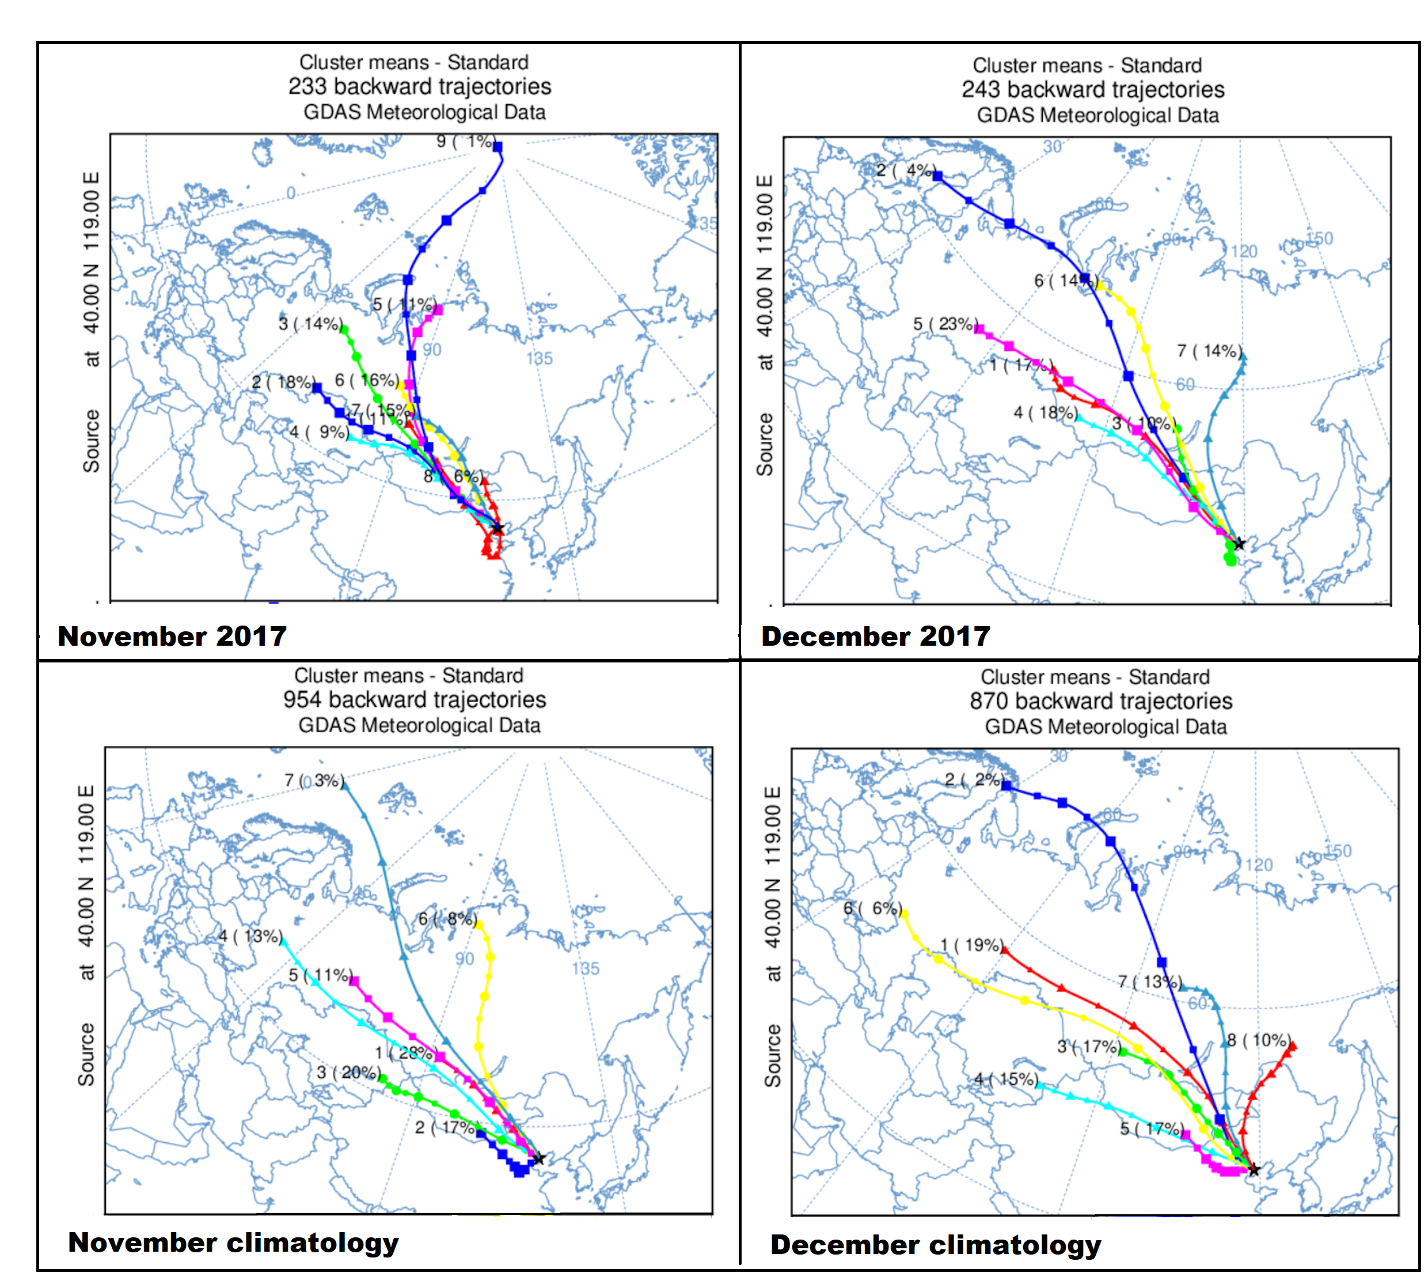 Cluster means - Standard
233 backward trajectories
GDAS Meteorological Data
Source at 40.00 N 119.00 E
9 ( 1%)
0
135
5 ( 11%)
3 ( 14%)
90
135
2 ( 18%)
6 ( 16%)
7 ( 15%)
4 ( 9%)
8 ( 6%)
November 2017
Cluster means - Standard
243 backward trajectories
GDAS Meteorological Data
Source at 40.00 N 119.00 E
30
2 ( 4%)
60
90
120
150
6 ( 14%)
5 ( 23%)
7 ( 14%)
1 ( 17%)
60
4 ( 18%)
3 ( 10%)
December 2017
Cluster means - Standard
954 backward trajectories
GDAS Meteorological Data
Source at 40.00 N 119.00 E
7 ( 3%)
0
45
6 ( 8%)
4 ( 13%)
90
135
5 ( 11%)
1 ( 28%)
3 ( 20%)
2 ( 17%)
November climatology
Cluster means - Standard
870 backward trajectories
GDAS Meteorological Data
Source at 40.00 N 119.00 E
30
2 ( 2%)
60
90
120
150
6 ( 6%)
1 ( 19%)
7 ( 13%)
60
3 ( 17%)
8 ( 10%)
4 ( 15%)
5 ( 17%)
December climatology